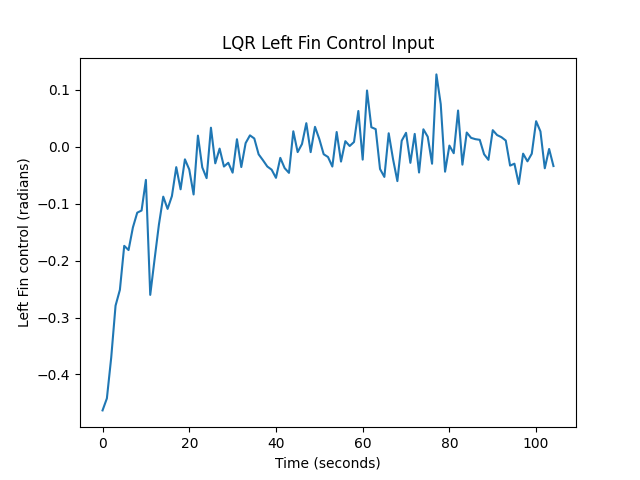 LQR Left Fin Control Input
Left Fin control (radians)
0.1
0.0
−0.1
−0.2
−0.3
−0.4
0 20 40 60 80 100
Time (seconds)